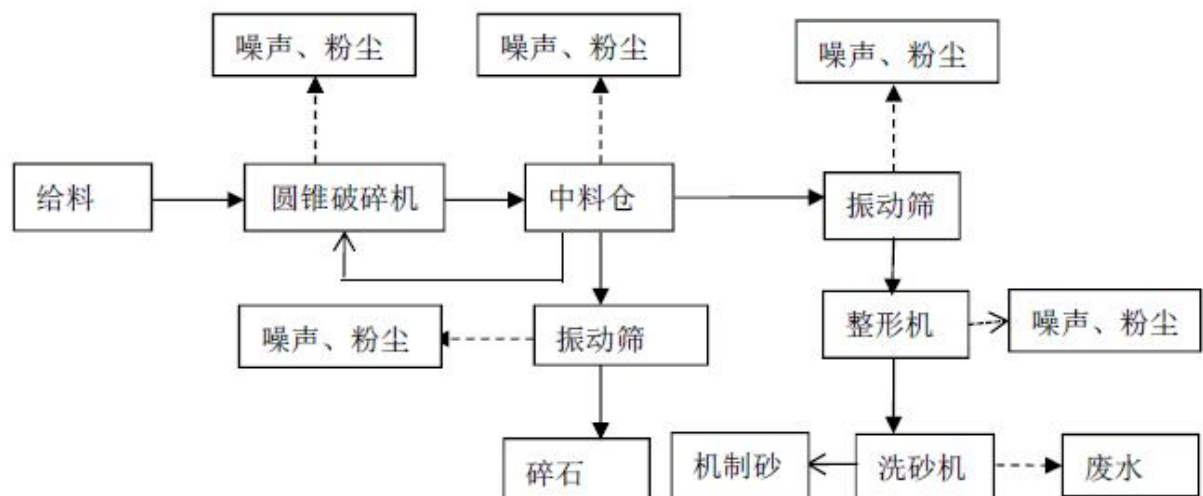 噪声、粉尘
噪声、粉尘
噪声、粉尘
给料
圆锥破碎机
中料仓
振动筛
噪声、粉尘
振动筛
整形机
噪声、粉尘
碎石
机制砂
洗砂机
废水